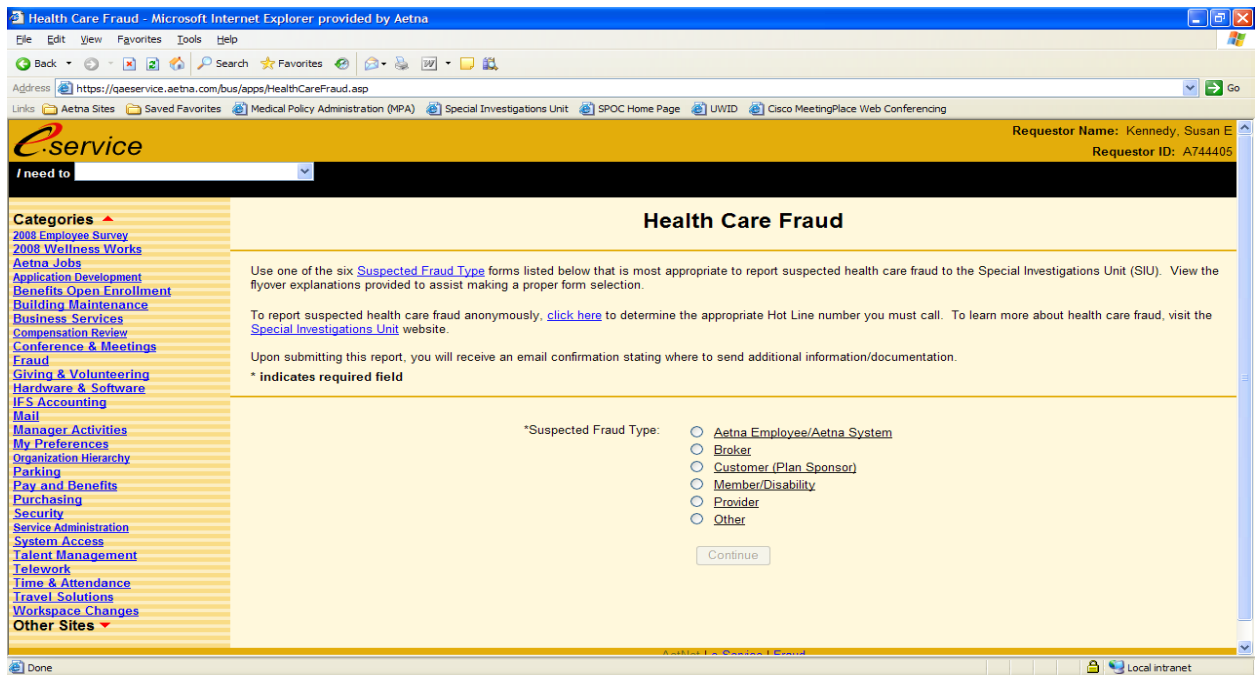 Health Care Fraud - Microsoft Internet Explorer provided by Aetna
File Edit View Favorites Tools Help
Back Search Favorites
Address https://qaeservice.aetna.com/bus/apps/HealthCareFraud.asp Go
Links Aetna Sites Saved Favorites Medical Policy Administration (MPA) Special Investigations Unit SPOC Home Page UWID Cisco MeetingPlace Web Conferencing
e.service
Requestor Name: Kennedy, Susan E
Requestor ID: A744405
I need to
Categories
2008 Employee Survey
2008 Wellness Works
Aetna Jobs
Application Development
Benefits Open Enrollment
Building Maintenance
Business Services
Compensation Review
Conference & Meetings
Fraud
Giving & Volunteering
Hardware & Software
IFS Accounting
Mail
Manager Activities
My Preferences
Organization Hierarchy
Parking
Pay and Benefits
Purchasing
Security
Service Administration
System Access
Talent Management
Telework
Time & Attendance
Travel Solutions
Workspace Changes
Other Sites
Health Care Fraud
Use one of the six Suspected Fraud Type forms listed below that is most appropriate to report suspected health care fraud to the Special Investigations Unit (SIU). View the
flyover explanations provided to assist making a proper form selection.
To report suspected health care fraud anonymously, click here to determine the appropriate Hot Line number you must call. To learn more about health care fraud, visit the
Special Investigations Unit website.
Upon submitting this report, you will receive an email confirmation stating where to send additional information/documentation.
* indicates required field
*Suspected Fraud Type:
Aetna Employee/Aetna System
Broker
Customer (Plan Sponsor)
Member/Disability
Provider
Other
Continue
AetNet | e.Service | Fraud
Done Local intranet